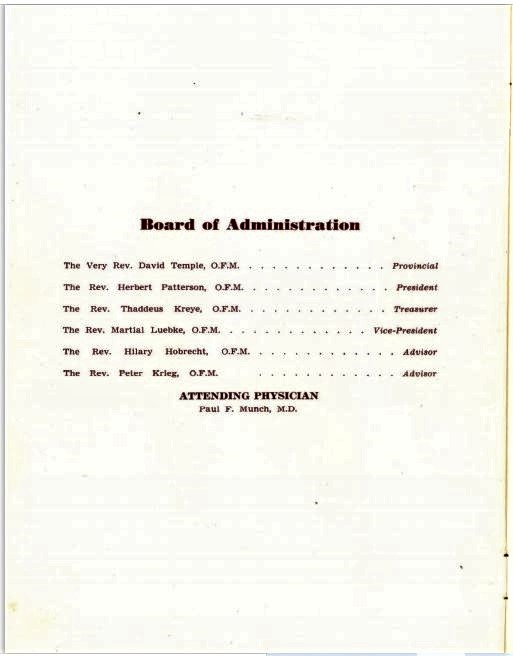 Board of Administration
The Very Rev. David Temple, O.F.M. . . . . . . . . . . . . Provincial
The Rev. Herbert Patterson, O.F.M. . . . . . . . . . . . . . President
The Rev. Thaddeus Kreye, O.F.M. . . . . . . . . . . . . Treasurer
The Rev. Martial Luebke, O.F.M. . . . . . . . . . . . . . Vice-President
The Rev. Hilary Hobrecht, O.F.M. . . . . . . . . . . . . Advisor
The Rev. Peter Krieg, O.F.M. . . . . . . . . . . . . Advisor
ATTENDING PHYSICIAN
Paul F. Munch, M.D.